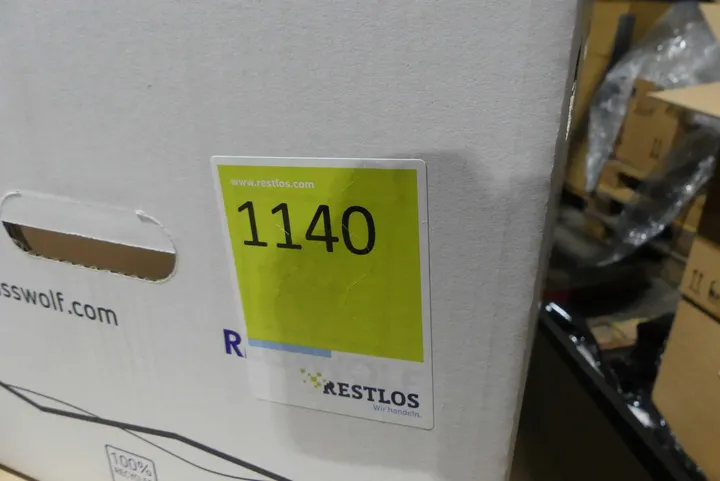 www.restlos.com
1140
sswolf.com
R
RESTLOS
Wir handeln.
100%